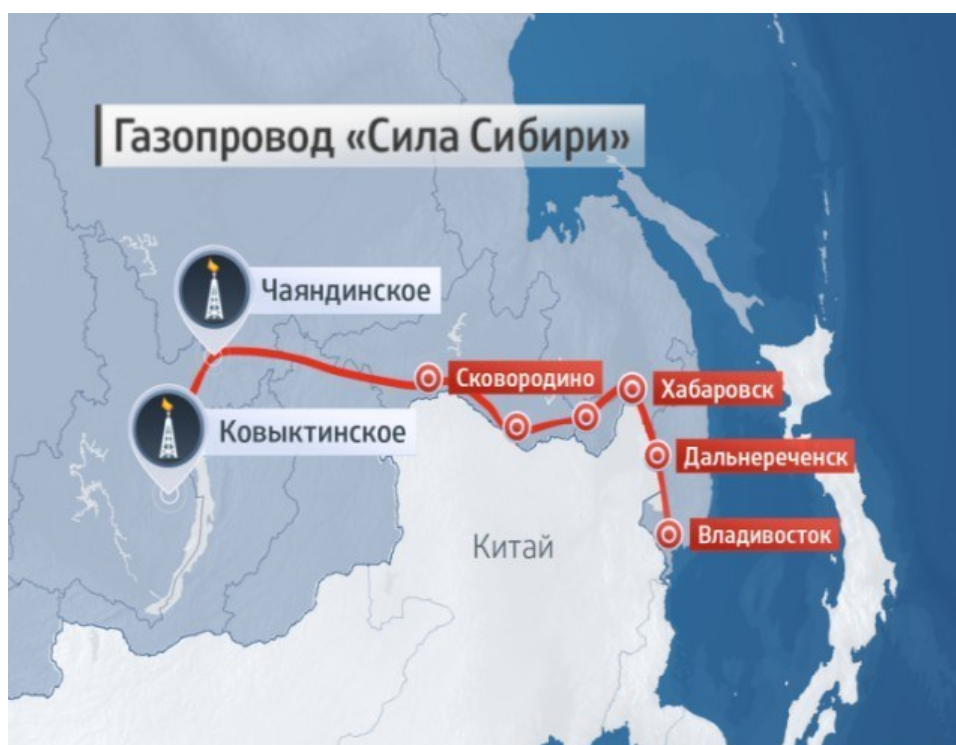 Газопровод «Сила Сибири»
Чаяндинское
Сковородино
Хабаровск
Ковыктинское
Дальнереченск
Владивосток
Китай